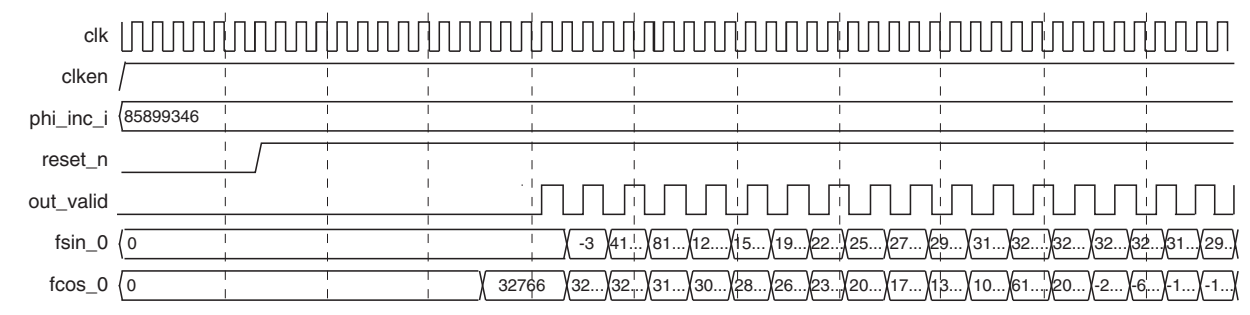 clk
clken
phi_inc_i 85899346
reset_n
out_valid
fsin_0 0 -3 41... 81... 12... 15... 19... 22... 25... 27... 29... 31... 32... 32... 32... 32... 31... 29...
fcos_0 0 32766 32... 32... 31... 30... 28... 26... 23... 20... 17... 13... 10... 61... 20... -2... -6... -1... -1...